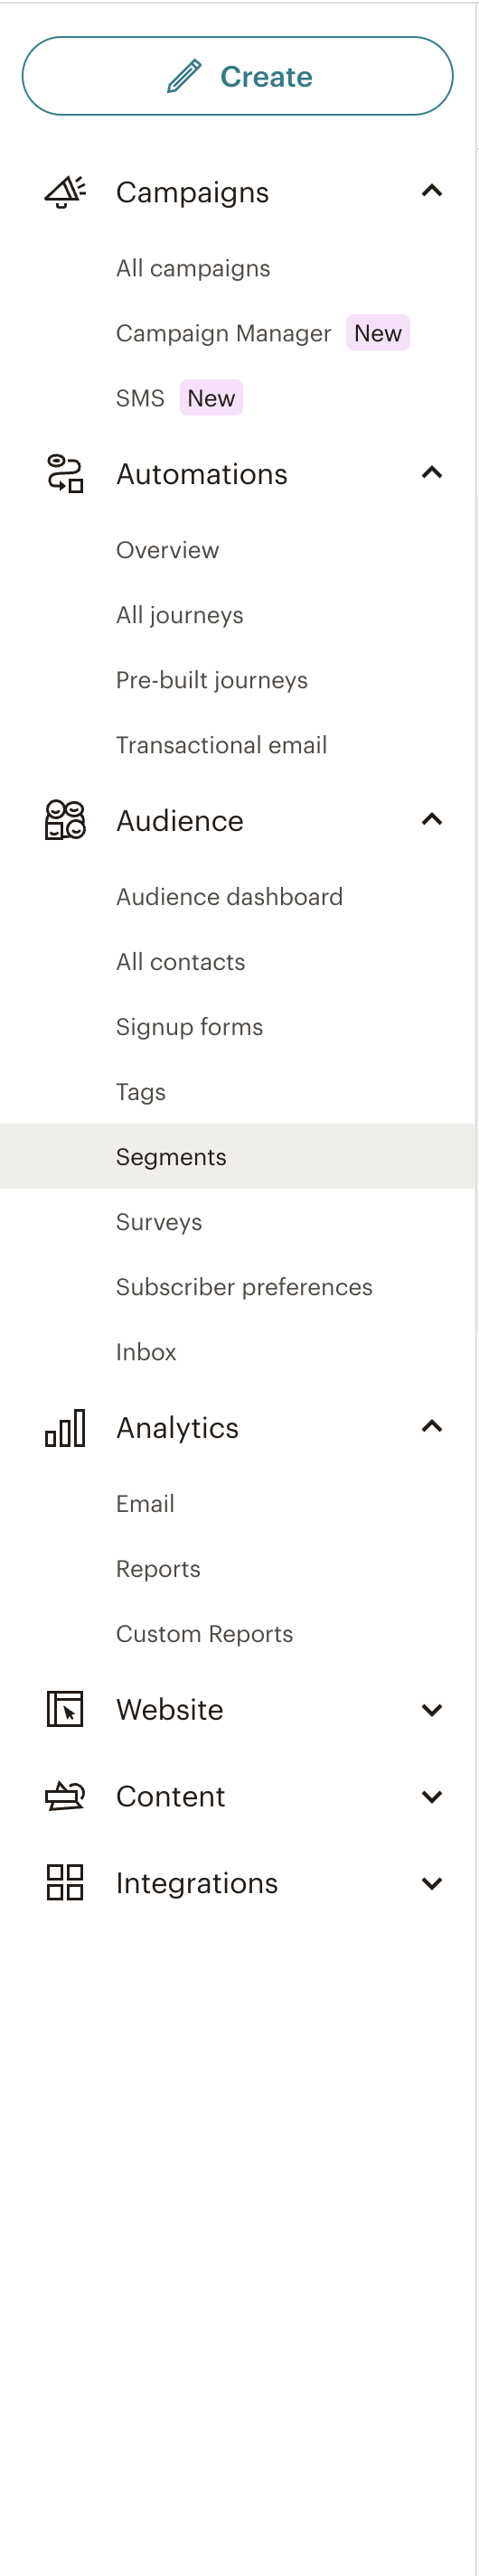 Create
Campaigns
All campaigns
Campaign Manager New
SMS New
Automations
Overview
All journeys
Pre-built journeys
Transactional email
Audience
Audience dashboard
All contacts
Signup forms
Tags
Segments
Surveys
Subscriber preferences
Inbox
Analytics
Email
Reports
Custom Reports
Website
Content
Integrations